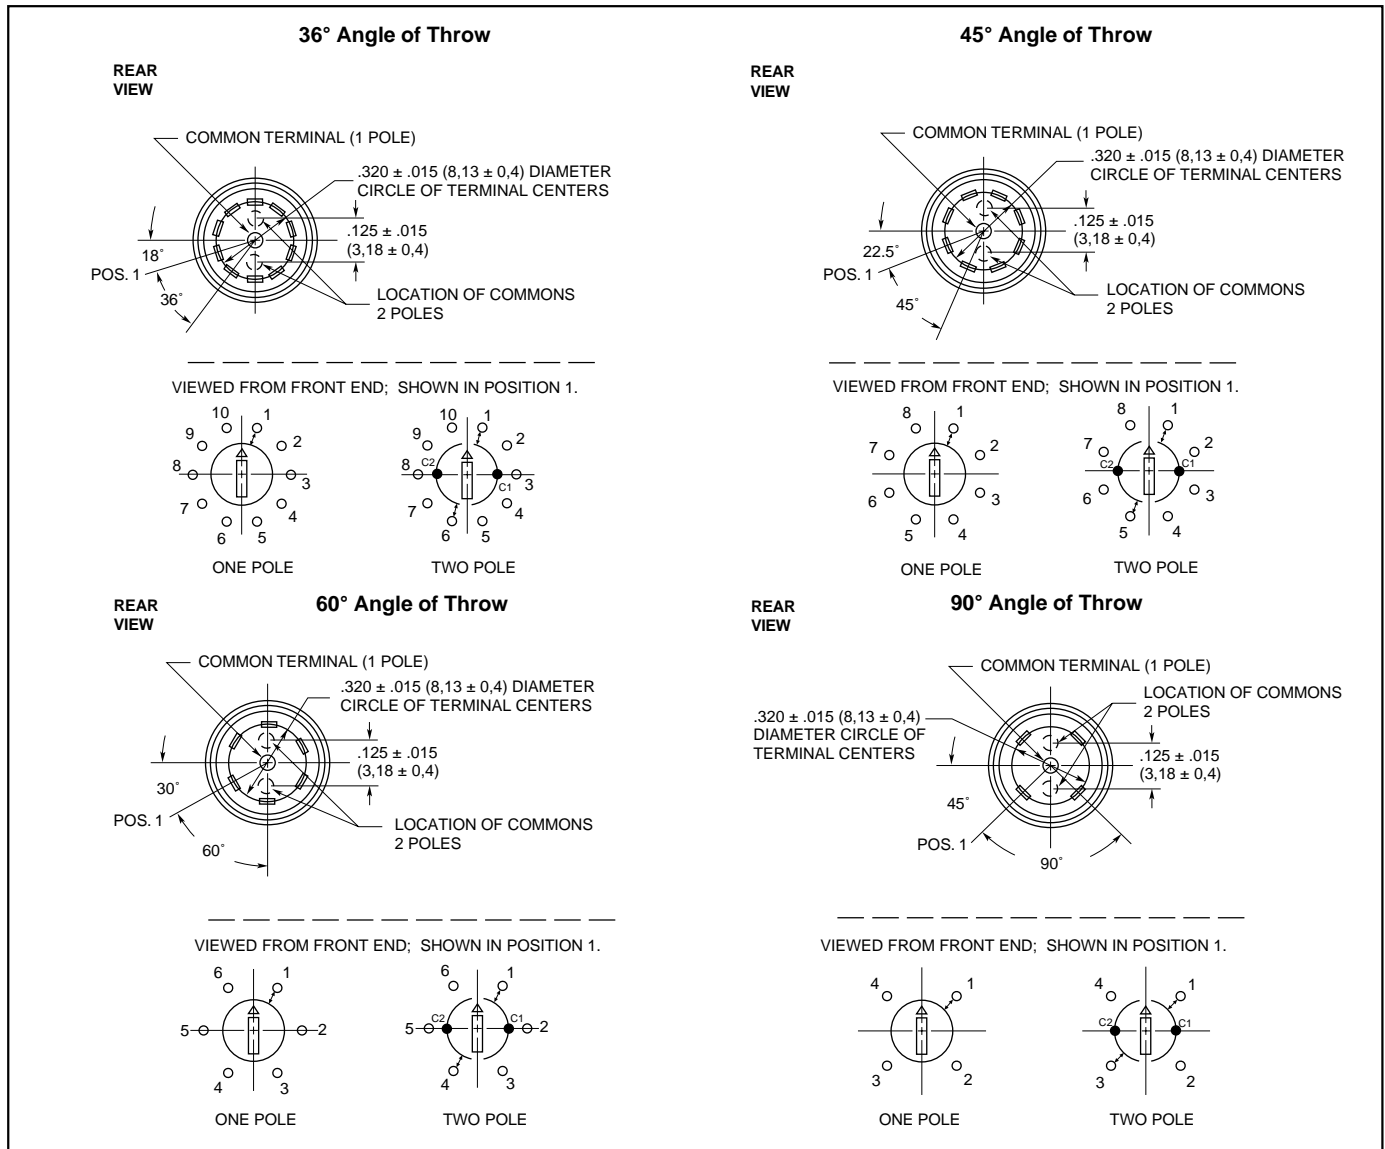 36° Angle of Throw
REAR
VIEW
COMMON TERMINAL (1 POLE)
.320 ± .015 (8,13 ± 0,4) DIAMETER
CIRCLE OF TERMINAL CENTERS
.125 ± .015
(3,18 ± 0,4)
18°
POS. 1
36°
LOCATION OF COMMONS
2 POLES
VIEWED FROM FRONT END; SHOWN IN POSITION 1.
10 1
9 2
8 3
7 4
6 5
ONE POLE
10 1
9 2
8 C2 C1 3
7 4
6 5
TWO POLE
45° Angle of Throw
REAR
VIEW
COMMON TERMINAL (1 POLE)
.320 ± .015 (8,13 ± 0,4) DIAMETER
CIRCLE OF TERMINAL CENTERS
.125 ± .015
(3,18 ± 0,4)
22.5°
POS. 1
45°
LOCATION OF COMMONS
2 POLES
VIEWED FROM FRONT END; SHOWN IN POSITION 1.
8 1
7 2
6 3
5 4
ONE POLE
8 1
7 2
C2 C1
6 3
5 4
TWO POLE
60° Angle of Throw
REAR
VIEW
COMMON TERMINAL (1 POLE)
.320 ± .015 (8,13 ± 0,4) DIAMETER
CIRCLE OF TERMINAL CENTERS
.125 ± .015
(3,18 ± 0,4)
30°
POS. 1
60°
LOCATION OF COMMONS
2 POLES
VIEWED FROM FRONT END; SHOWN IN POSITION 1.
6 1
5 2
4 3
ONE POLE
6 1
5 C2 C1 2
4 3
TWO POLE
90° Angle of Throw
REAR
VIEW
COMMON TERMINAL (1 POLE)
LOCATION OF COMMONS
2 POLES
.320 ± .015 (8,13 ± 0,4)
DIAMETER CIRCLE OF
TERMINAL CENTERS
.125 ± .015
(3,18 ± 0,4)
45°
POS. 1
90°
VIEWED FROM FRONT END; SHOWN IN POSITION 1.
4 1
3 2
ONE POLE
4 1
C2 C1
3 2
TWO POLE